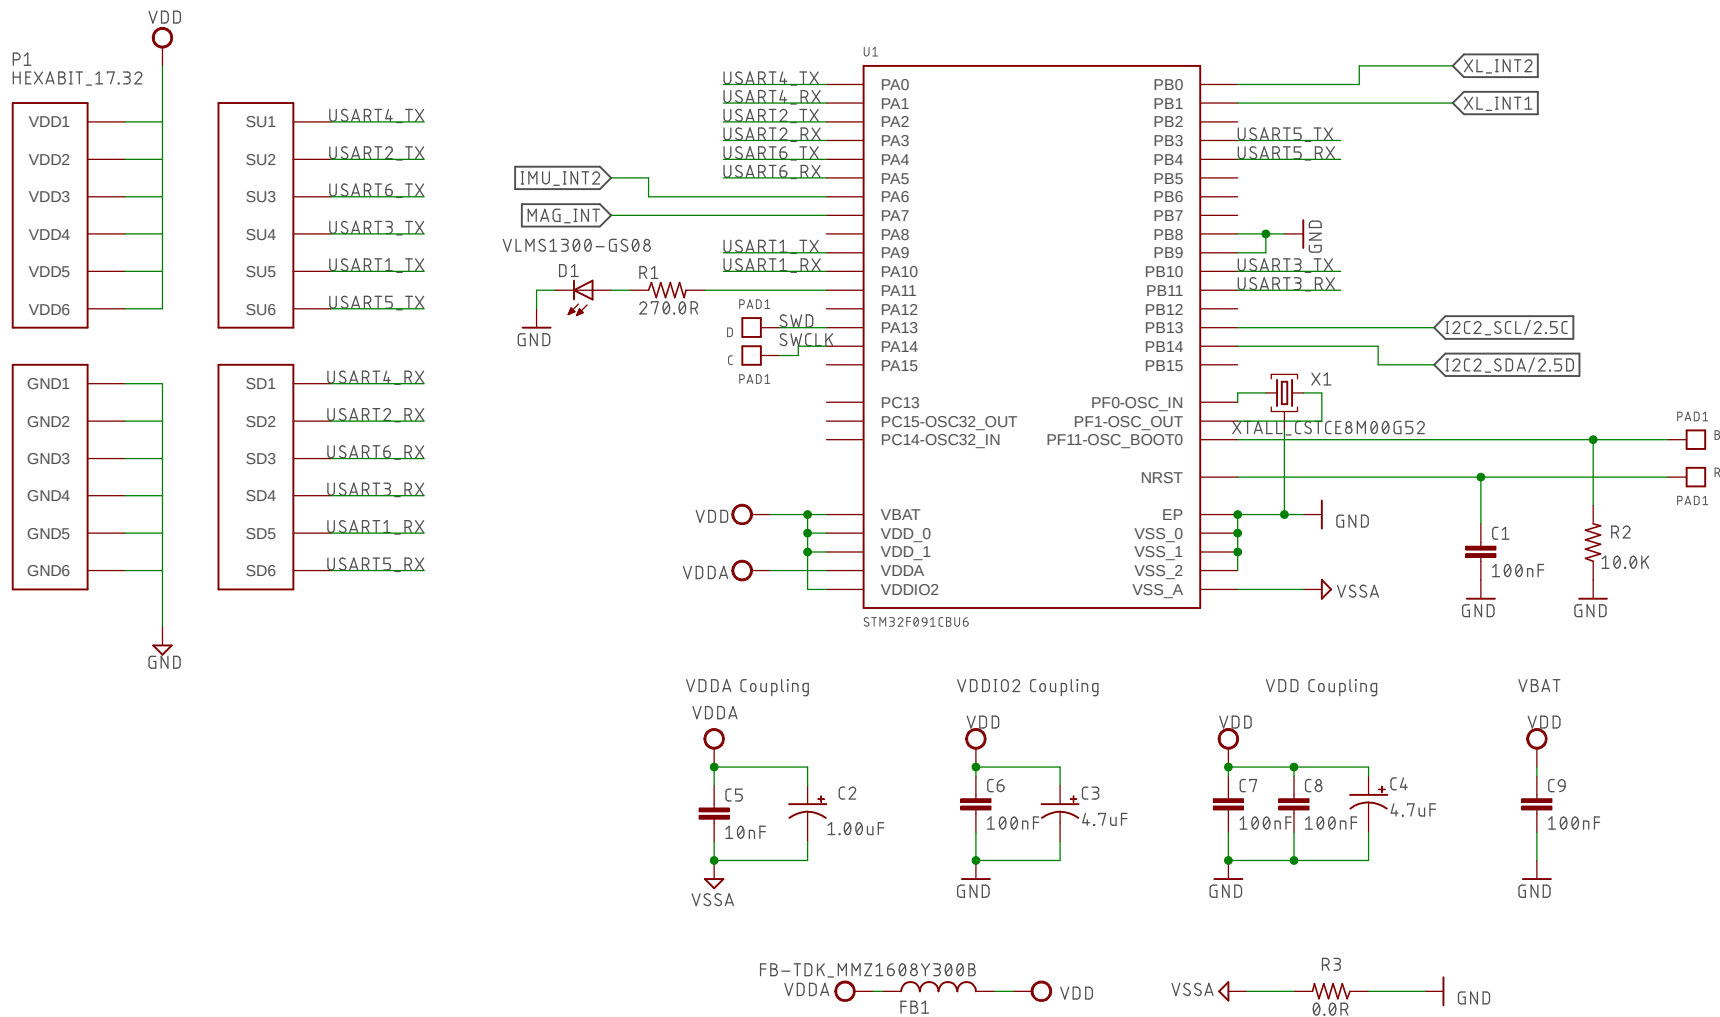 VDD
P1
HEXABIT_17.32
VDD1
VDD2
VDD3
VDD4
VDD5
VDD6
SU1 USART4_TX
SU2 USART2_TX
SU3 USART6_TX
SU4 USART3_TX
SU5 USART1_TX
SU6 USART5_TX
GND1
GND2
GND3
GND4
GND5
GND6
GND
SD1 USART4_RX
SD2 USART2_RX
SD3 USART6_RX
SD4 USART3_RX
SD5 USART1_RX
SD6 USART5_RX
U1
USART4_TX PA0
USART4_RX PA1
USART2_TX PA2
USART2_RX PA3
USART6_TX PA4
USART6_RX PA5
IMU_INT2 PA6
MAG_INT PA7
PA8
USART1_TX PA9
USART1_RX PA10
PA11
PA12
SWD PA13
SWCLK PA14
PA15
VLMS1300-GS08
D1
R1
270.0R
GND
PAD1
D
C
PAD1
PC13
PC15-OSC32_OUT
PC14-OSC32_IN
VDD VBAT
VDD_0
VDD_1
VDDA VDDA
VDDIO2
STM32F091CBU6
PB0 XL_INT2
PB1 XL_INT1
PB2
PB3 USART5_TX
PB4 USART5_RX
PB5
PB6
PB7
PB8 GND
PB9
PB10 USART3_TX
PB11 USART3_RX
PB12
PB13 I2C2_SCL/2.5C
PB14 I2C2_SDA/2.5D
PB15
X1
PF0-OSC_IN
PF1-OSC_OUT
XTALL_CSTCE8M00G52
PF11-OSC_BOOT0
NRST
EP GND
VSS_0
VSS_1
VSS_2
VSS_A VSSA
PAD1
B
R
PAD1
C1
100nF
GND
R2
10.0K
GND
VDDA Coupling
VDDA
C5
10nF
C2
1.00uF
VSSA
VDDIO2 Coupling
VDD
C6
100nF
C3
4.7uF
GND
VDD Coupling
VDD
C7
100nF
C8
100nF
C4
4.7uF
GND
VBAT
VDD
C9
100nF
GND
FB-TDK_MMZ1608Y300B
VDDA VDD
FB1
R3
VSSA GND
0.0R